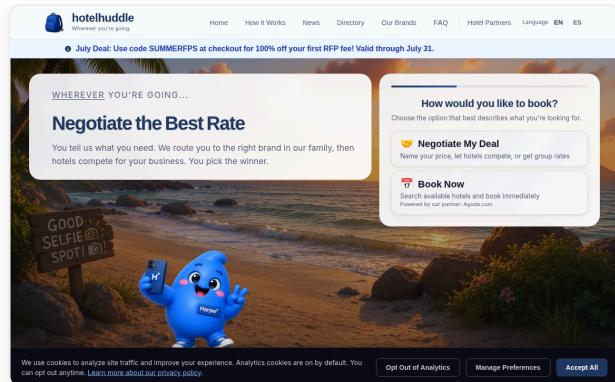 hotelhuddle
Wherever you're going.
Home How It Works News Directory Our Brands FAQ Hotel Partners Language EN ES
July Deal: Use code SUMMERFPS at checkout for 100% off your first RFP fee! Valid through July 31.
WHEREVER YOU'RE GOING...
Negotiate the Best Rate
You tell us what you need. We route you to the right brand in our family, then
hotels compete for your business. You pick the winner.
How would you like to book?
Choose the option that best describes what you're looking for.
Negotiate My Deal
Name your price, let hotels compete, or get group rates
Book Now
Search available hotels and book immediately
Powered by our partner: Agoda.com
GOOD
SELFIE
SPOT!
H
Harper
We use cookies to analyze site traffic and improve your experience. Analytics cookies are on by default. You
can opt out anytime. Learn more about our privacy policy.
Opt Out of Analytics Manage Preferences Accept All